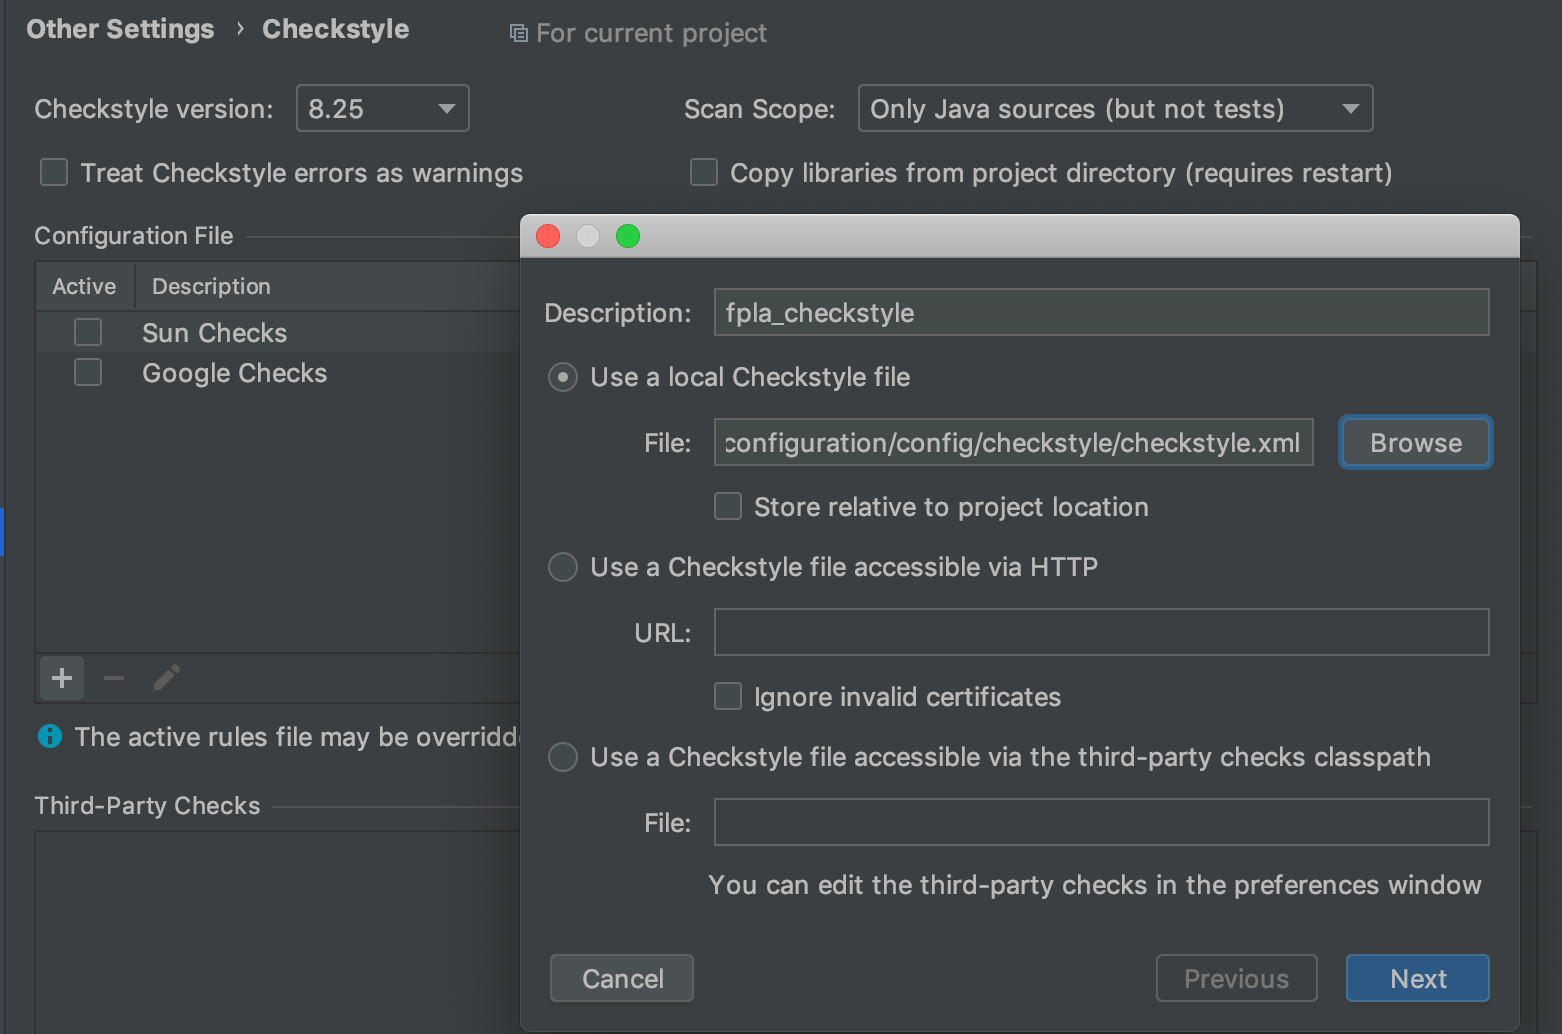 Other Settings › Checkstyle
For current project
Checkstyle version: 8.25
Scan Scope: Only Java sources (but not tests)
Treat Checkstyle errors as warnings
Copy libraries from project directory (requires restart)
Configuration File
Active Description
Sun Checks
Google Checks
The active rules file may be overridd
Third-Party Checks
Description: fpla_checkstyle
Use a local Checkstyle file
File: configuration/config/checkstyle/checkstyle.xml Browse
Store relative to project location
Use a Checkstyle file accessible via HTTP
URL:
Ignore invalid certificates
Use a Checkstyle file accessible via the third-party checks classpath
File:
You can edit the third-party checks in the preferences window
Cancel Previous Next